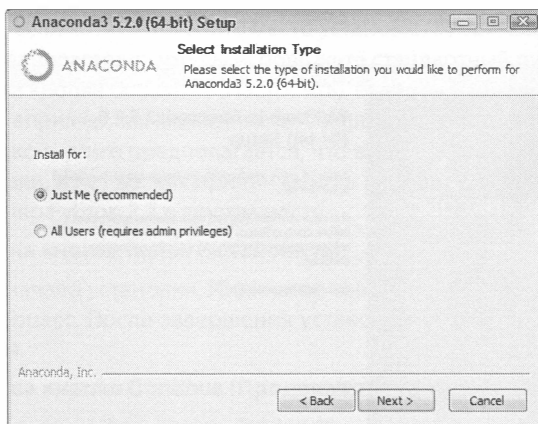 Anaconda3 5.2.0 (64-bit) Setup
ANACONDA
Select Installation Type
Please select the type of installation you would like to perform for
Anaconda3 5.2.0 (64-bit).
Install for:
Just Me (recommended)
All Users (requires admin privileges)
Anaconda, Inc.
< Back
Next >
Cancel